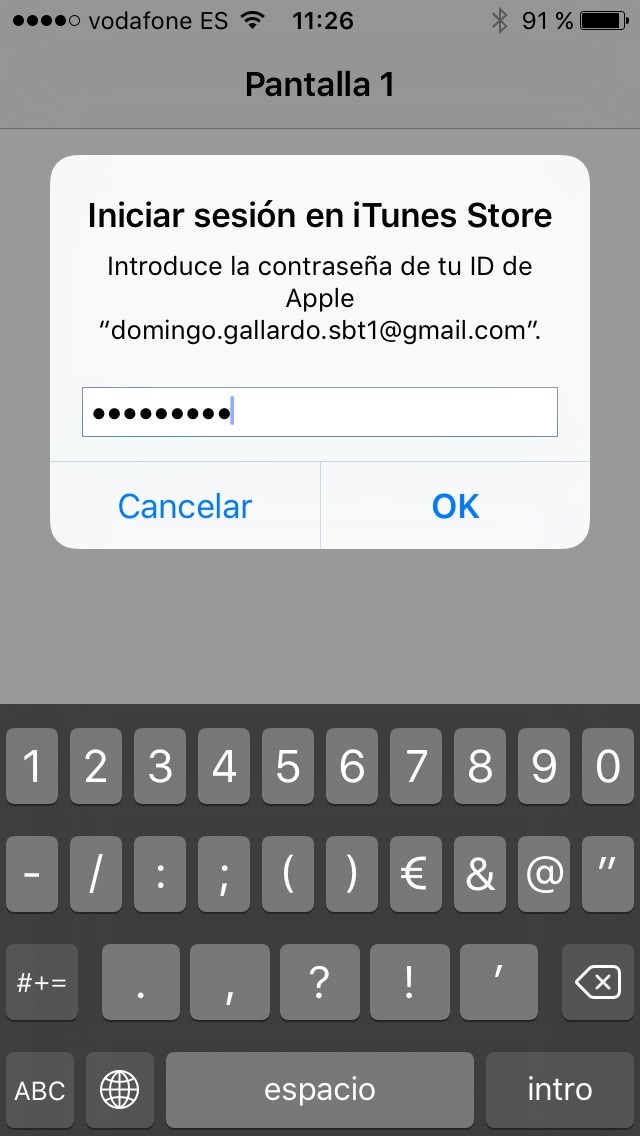 vodafone ES 11:26 91 %
Pantalla 1
Iniciar sesión en iTunes Store
Introduce la contraseña de tu ID de
Apple
“domingo.gallardo.sbt1@gmail.com”.
●●●●●●●●●
Cancelar OK
1 2 3 4 5 6 7 8 9 0
- / : ; ( ) € & @ "
#+= . , ? ! ’
ABC espacio intro